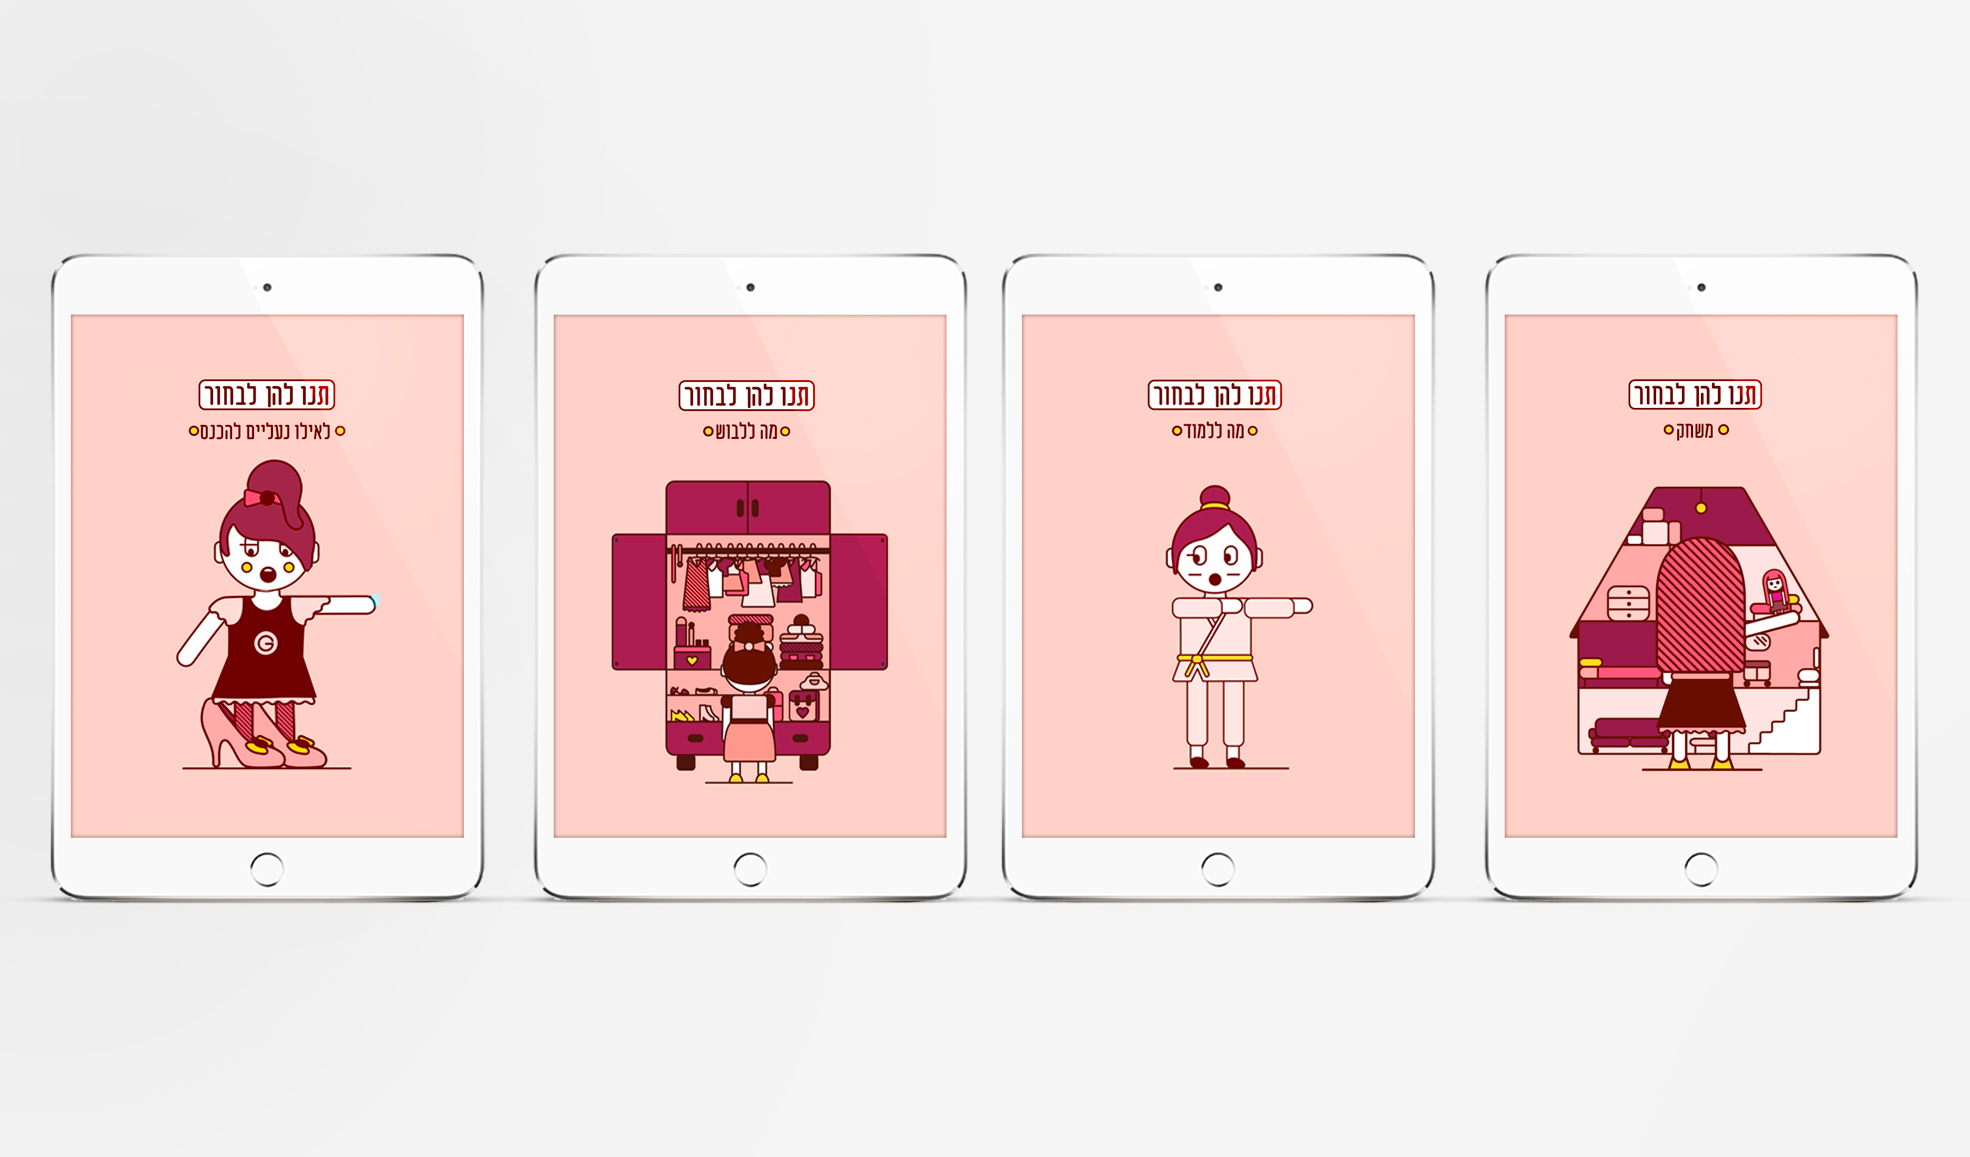 תנו להן לבחור
לאילו נעליים להכנס
G
תנו להן לבחור
מה ללבוש
תנו להן לבחור
מה ללמוד
תנו להן לבחור
משחק